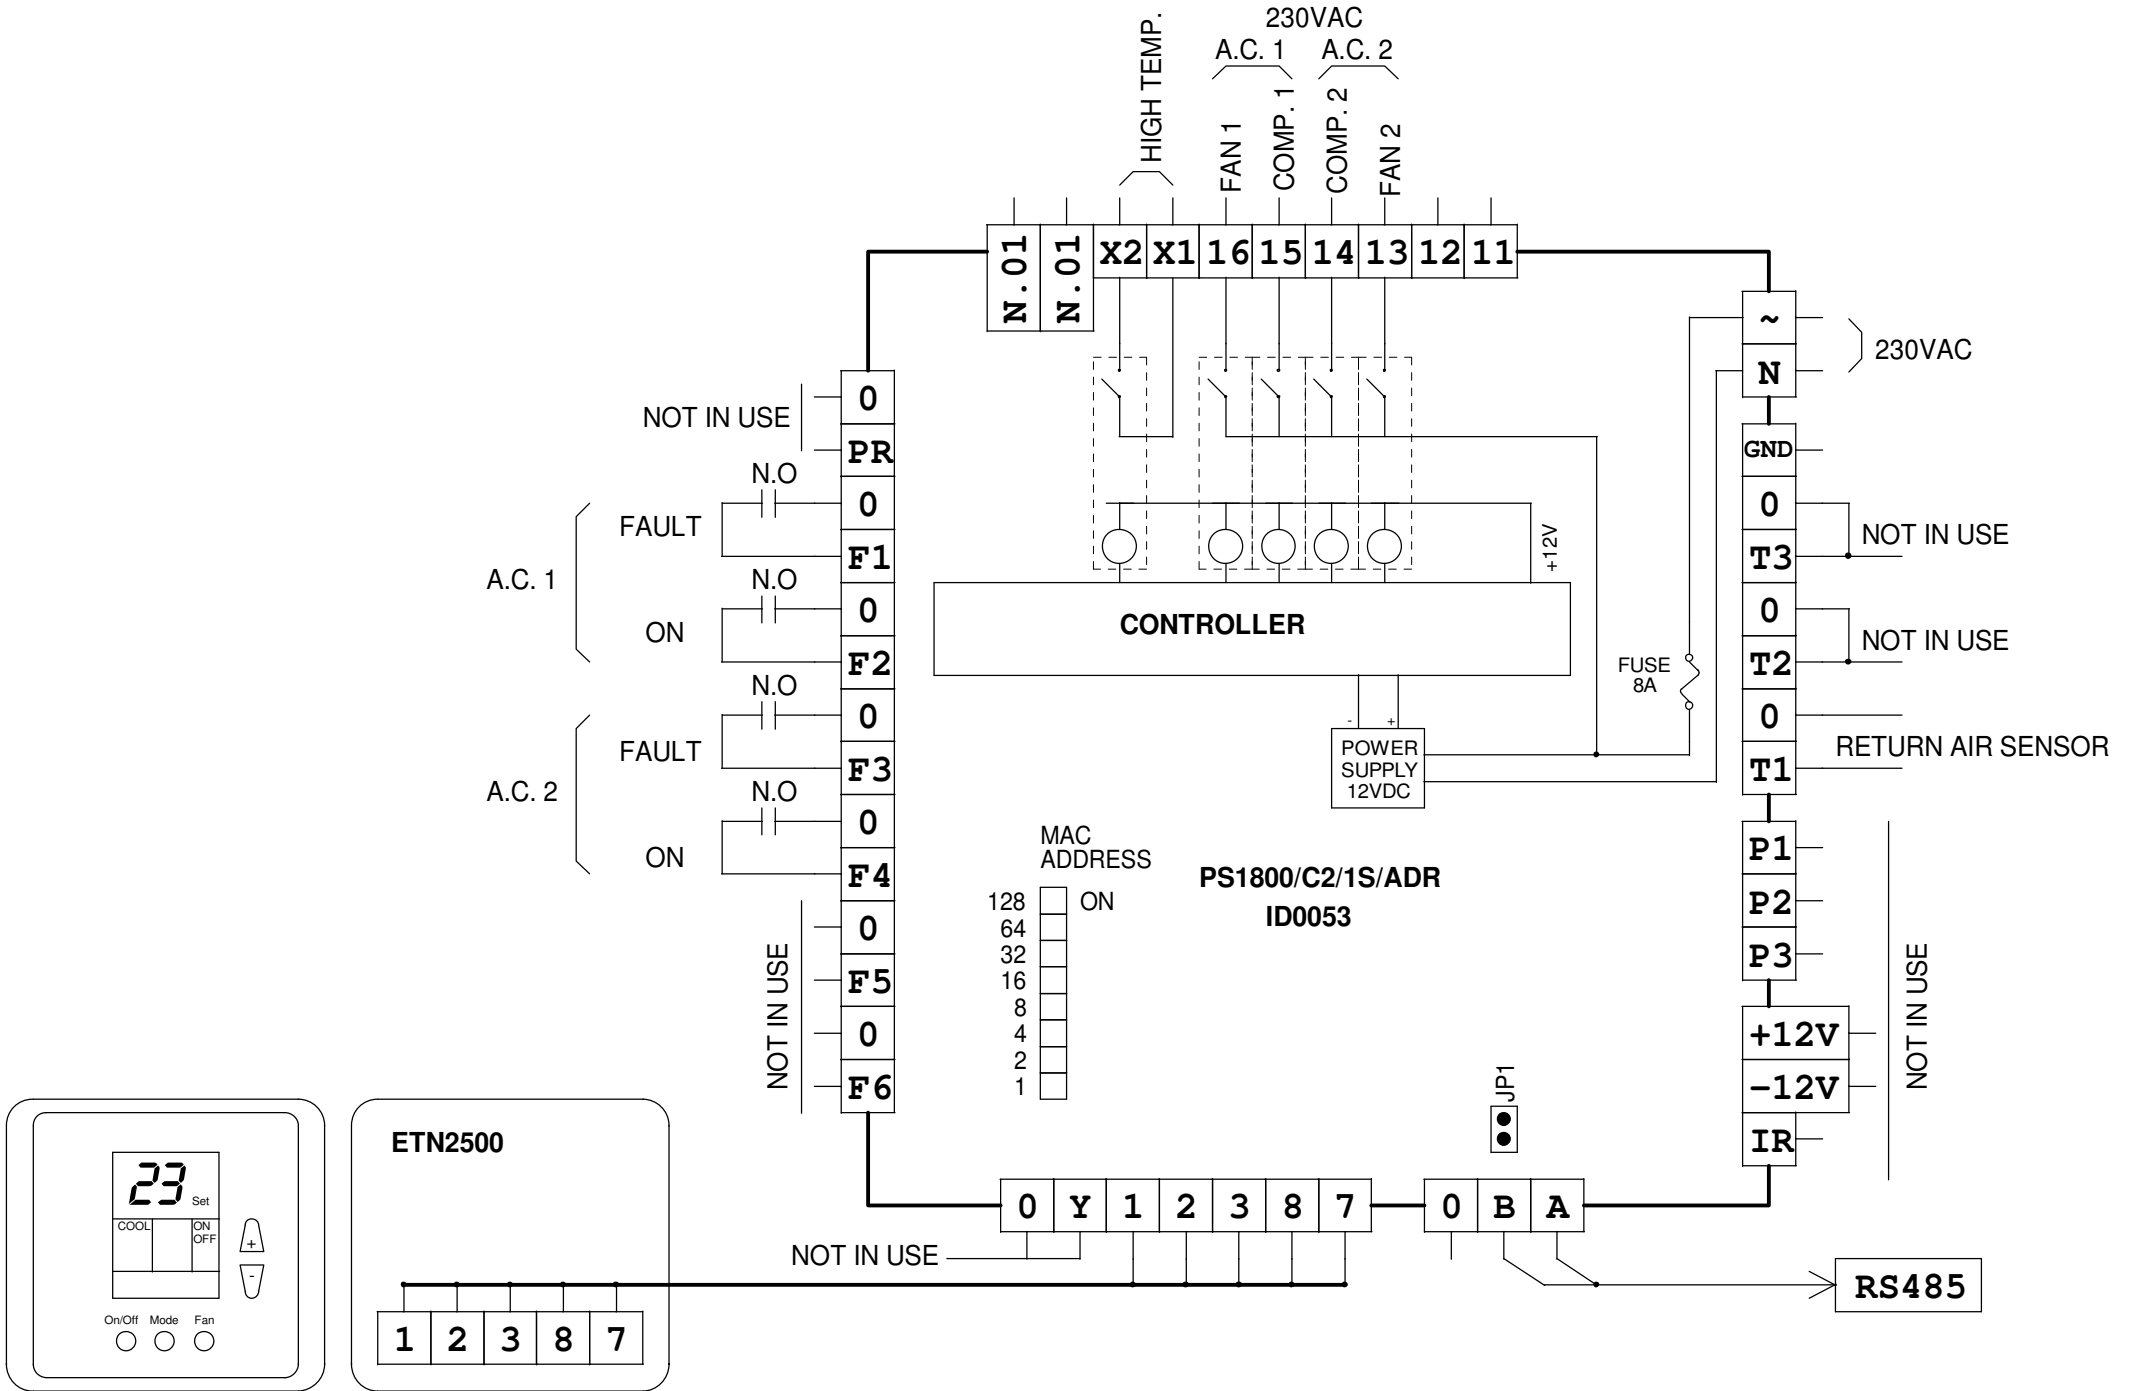 230VAC
A.C. 1 A.C. 2
HIGH TEMP.
FAN 1
COMP. 1
COMP. 2
FAN 2
N.01 N.01 X2 X1 16 15 14 13 12 11
~
N
230VAC
GND
0
T3
NOT IN USE
0
T2
NOT IN USE
0
T1
RETURN AIR SENSOR
P1
P2
P3
+12V
-12V
IR
NOT IN USE
0
PR
NOT IN USE
A.C. 1
N.O
FAULT
0
F1
N.O
ON
0
F2
A.C. 2
N.O
FAULT
0
F3
N.O
ON
0
F4
0
F5
0
F6
NOT IN USE
+12V
CONTROLLER
FUSE
8A
- +
POWER
SUPPLY
12VDC
MAC
ADDRESS
128 ON
64
32
16
8
4
2
1
PS1800/C2/1S/ADR
ID0053
JP1
0 Y 1 2 3 8 7
0 B A
NOT IN USE
RS485
ETN2500
1 2 3 8 7
23 Set
COOL ON
OFF
+
-
On/Off Mode Fan